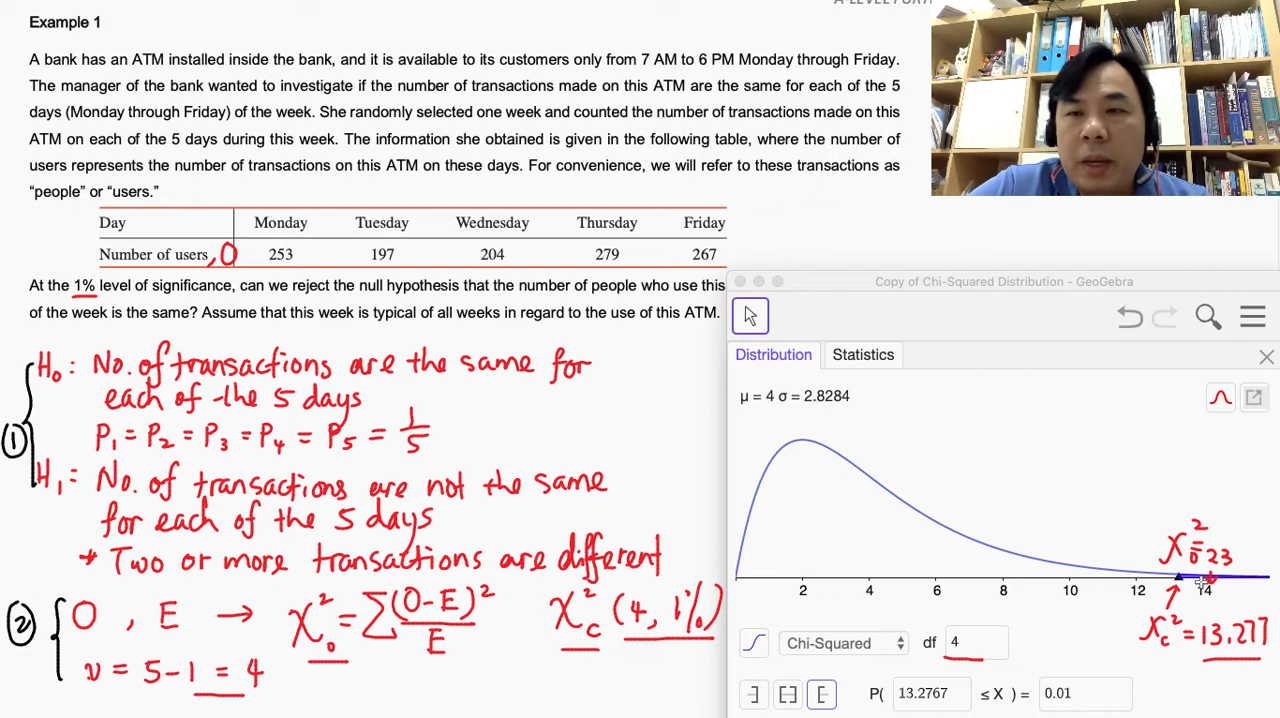 Example 1
A bank has an ATM installed inside the bank, and it is available to its customers only from 7 AM to 6 PM Monday through Friday.
The manager of the bank wanted to investigate if the number of transactions made on this ATM are the same for each of the 5
days (Monday through Friday) of the week. She randomly selected one week and counted the number of transactions made on this
ATM on each of the 5 days during this week. The information she obtained is given in the following table, where the number of
users represents the number of transactions on this ATM on these days. For convenience, we will refer to these transactions as
“people” or “users.”
Day Monday Tuesday Wednesday Thursday Friday
Number of users, O 253 197 204 279 267
At the 1% level of significance, can we reject the null hypothesis that the number of people who use this
of the week is the same? Assume that this week is typical of all weeks in regard to the use of this ATM.
① H₀: No. of transactions are the same for
each of the 5 days
P₁ = P₂ = P₃ = P₄ = P₅ = 1/5
H₁: No. of transactions are not the same
for each of the 5 days
* Two or more transactions are different
② O, E → χ₀² = Σ(O-E)²/E χc² (4, 1%)
ν = 5-1 = 4
Copy of Chi-Squared Distribution - GeoGebra
Distribution Statistics
μ = 4 σ = 2.8284
2 4 6 8 10 12 14
χc² = 13.277
Chi-Squared df 4
P( 13.2767 ≤ X ) = 0.01